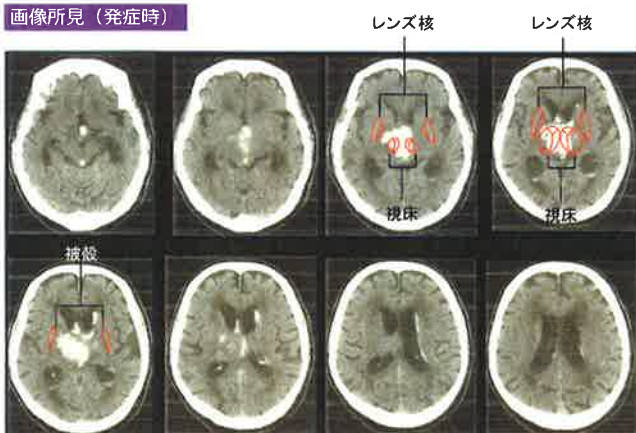 画像所見（発症時）
レンズ核
レンズ核
視床
視床
被殻